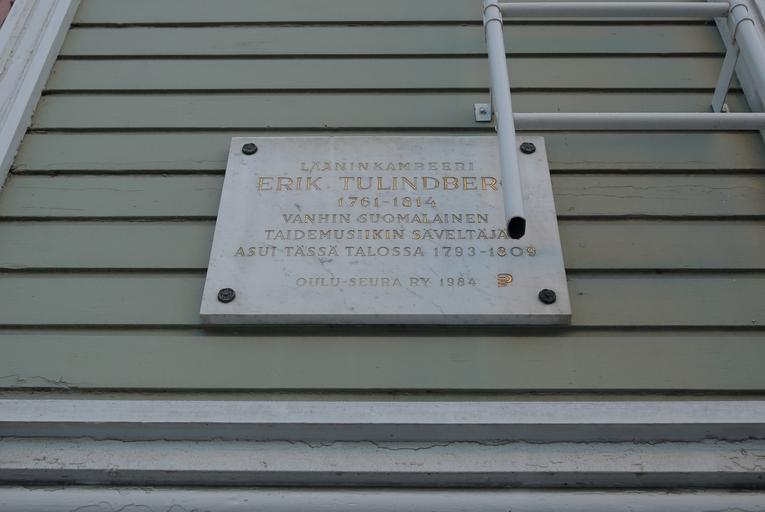 LÄÄNINKAMREERI
ERIK TULINDBERG
1761-1814
VANHIN SUOMALAINEN
TAIDEMUSIIKIN SÄVELTÄJÄ
ASUI TÄSSÄ TALOSSA 1793-1809
OULU-SEURA RY 1984